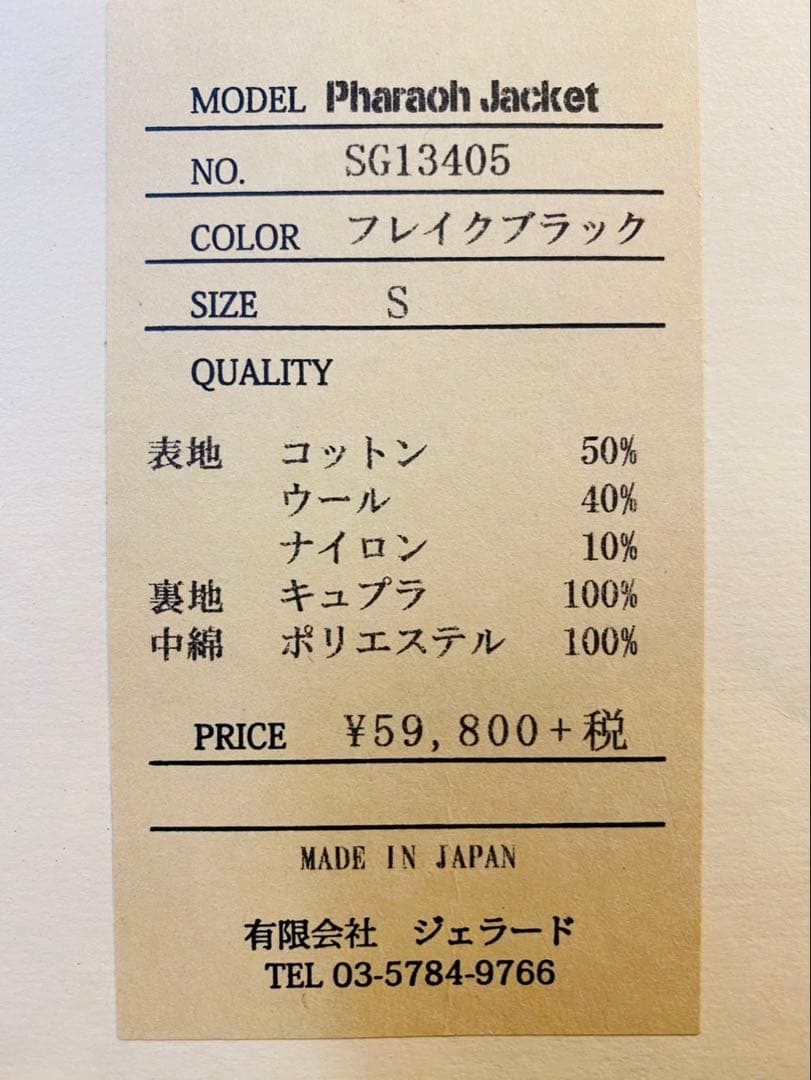 MODEL Pharaoh Jacket
NO. SG13405
COLOR フレイクブラック
SIZE S
QUALITY
表地 コットン 50%
ウール 40%
ナイロン 10%
裏地 キュプラ 100%
中綿 ポリエステル 100%
PRICE ¥59,800+税
MADE IN JAPAN
有限会社 ジェラード
TEL 03-5784-9766